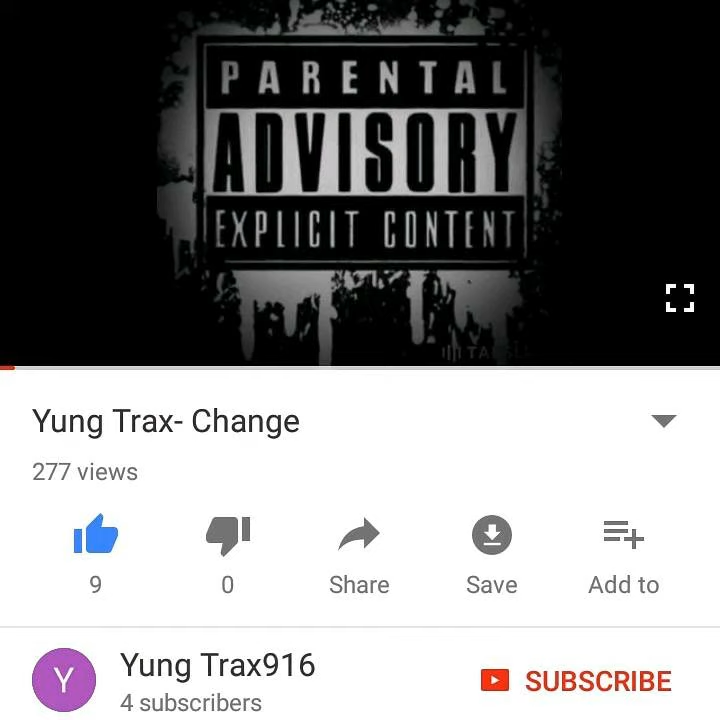 PARENTAL
ADVISORY
EXPLICIT CONTENT
Yung Trax- Change
277 views
9
0
Share
Save
Add to
Y
Yung Trax916
4 subscribers
SUBSCRIBE